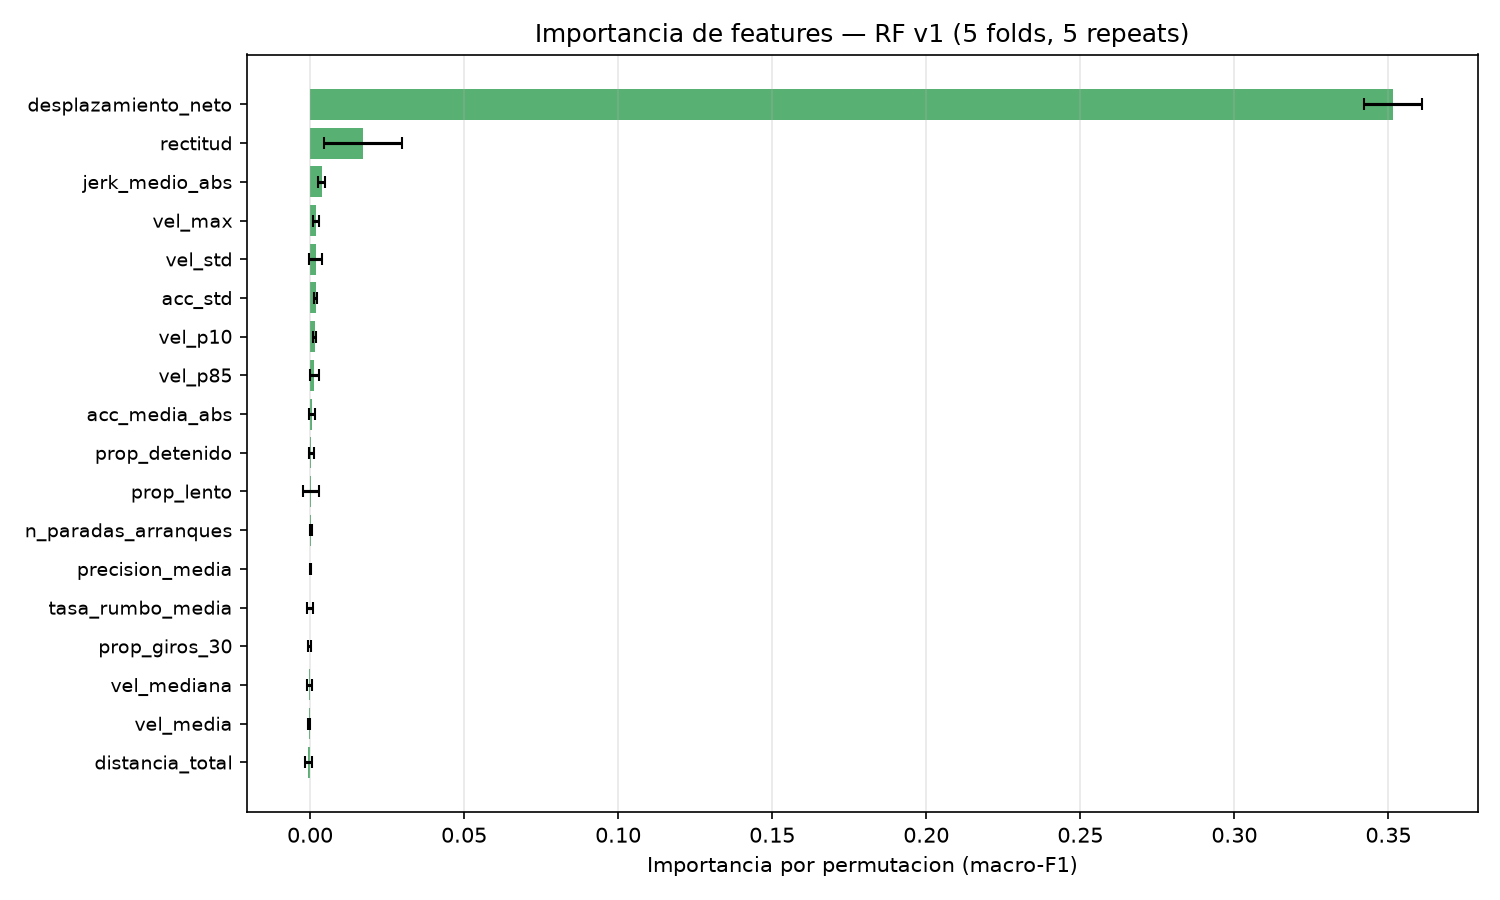 Importancia de features — RF v1 (5 folds, 5 repeats)
desplazamiento_neto
rectitud
jerk_medio_abs
vel_max
vel_std
acc_std
vel_p10
vel_p85
acc_media_abs
prop_detenido
prop_lento
n_paradas_arranques
precision_media
tasa_rumbo_media
prop_giros_30
vel_mediana
vel_media
distancia_total
0.00 0.05 0.10 0.15 0.20 0.25 0.30 0.35
Importancia por permutacion (macro-F1)